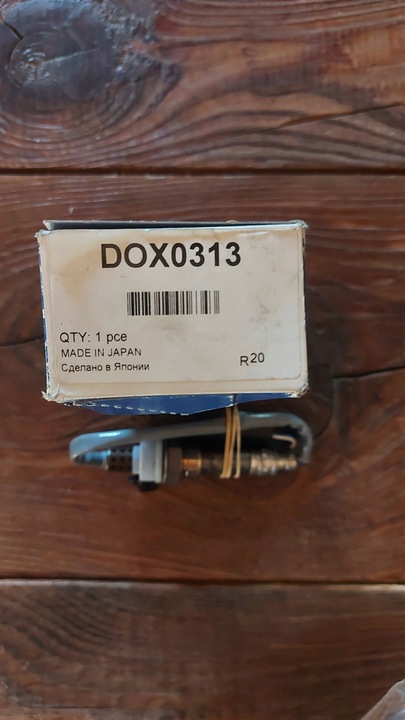 DOX0313
QTY: 1 pce
MADE IN JAPAN
Сделано в Японии
R20